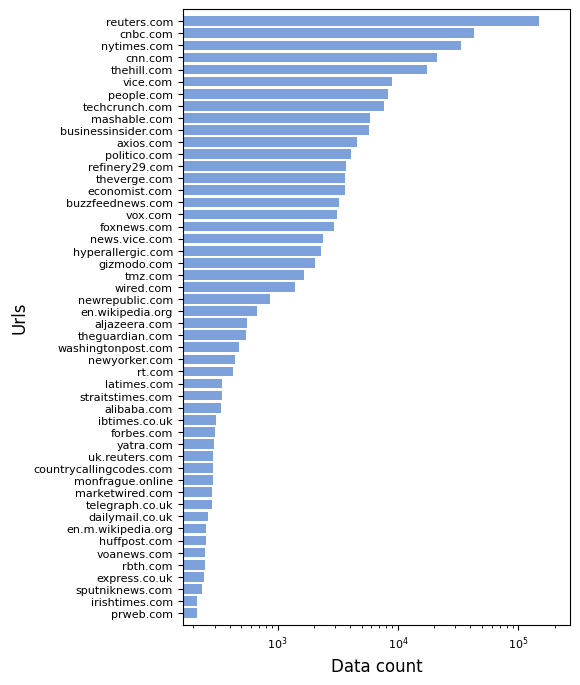 reuters.com
cnbc.com
nytimes.com
cnn.com
thehill.com
vice.com
people.com
techcrunch.com
mashable.com
businessinsider.com
axios.com
politico.com
refinery29.com
theverge.com
economist.com
buzzfeednews.com
vox.com
foxnews.com
news.vice.com
hyperallergic.com
gizmodo.com
tmz.com
wired.com
newrepublic.com
en.wikipedia.org
aljazeera.com
theguardian.com
washingtonpost.com
newyorker.com
rt.com
latimes.com
straitstimes.com
alibaba.com
ibtimes.co.uk
forbes.com
yatra.com
uk.reuters.com
countrycallingcodes.com
monfrague.online
marketwired.com
telegraph.co.uk
dailymail.co.uk
en.m.wikipedia.org
huffpost.com
voanews.com
rbth.com
express.co.uk
sputniknews.com
irishtimes.com
prweb.com
Urls
10³ 10⁴ 10⁵
Data count